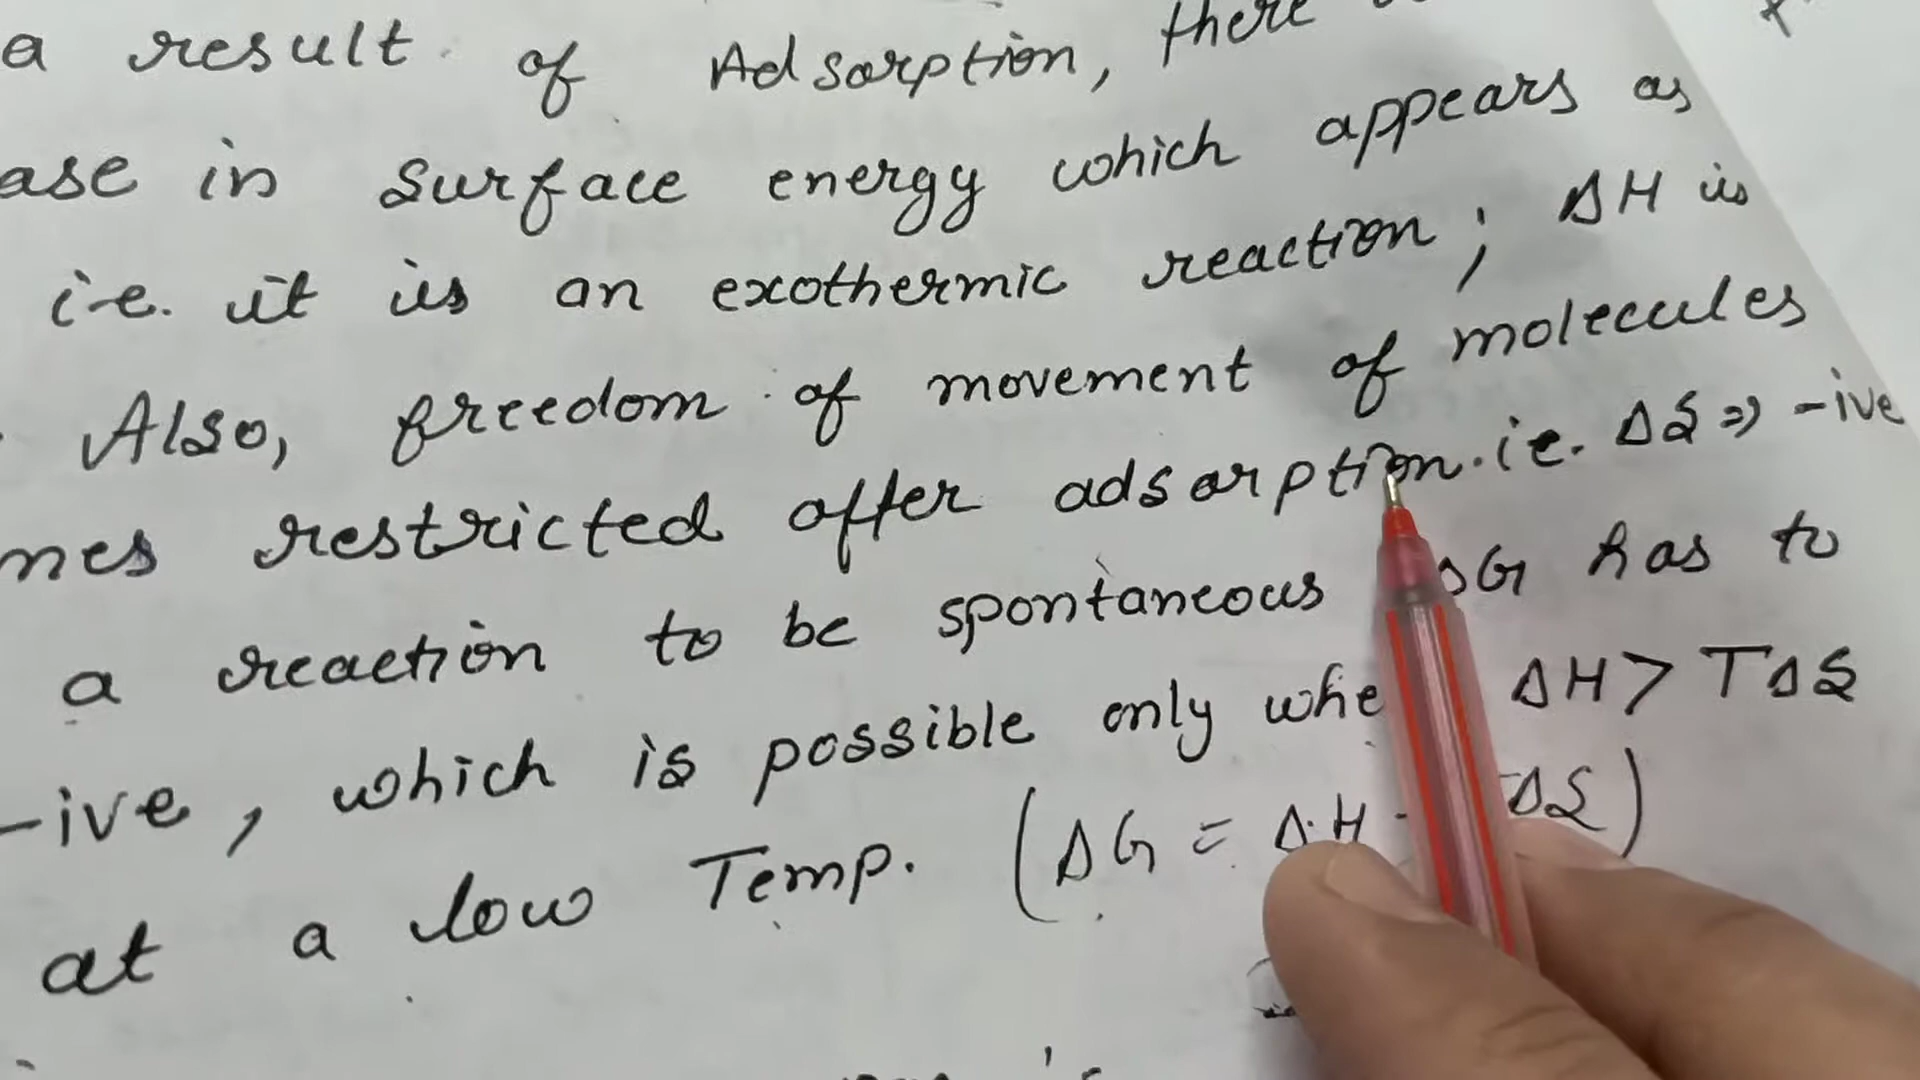 a result of Adsorption, there
ase in surface energy which appears as
i.e. it is an exothermic reaction; ΔH is
Also, freedom of movement of molecules
mes restricted after adsorption. i.e. ΔS ⇒ -ive
a reaction to be spontaneous ΔG has to
-ive, which is possible only whe ΔH > TΔS
at a low Temp. (ΔG = ΔH - ΔS)